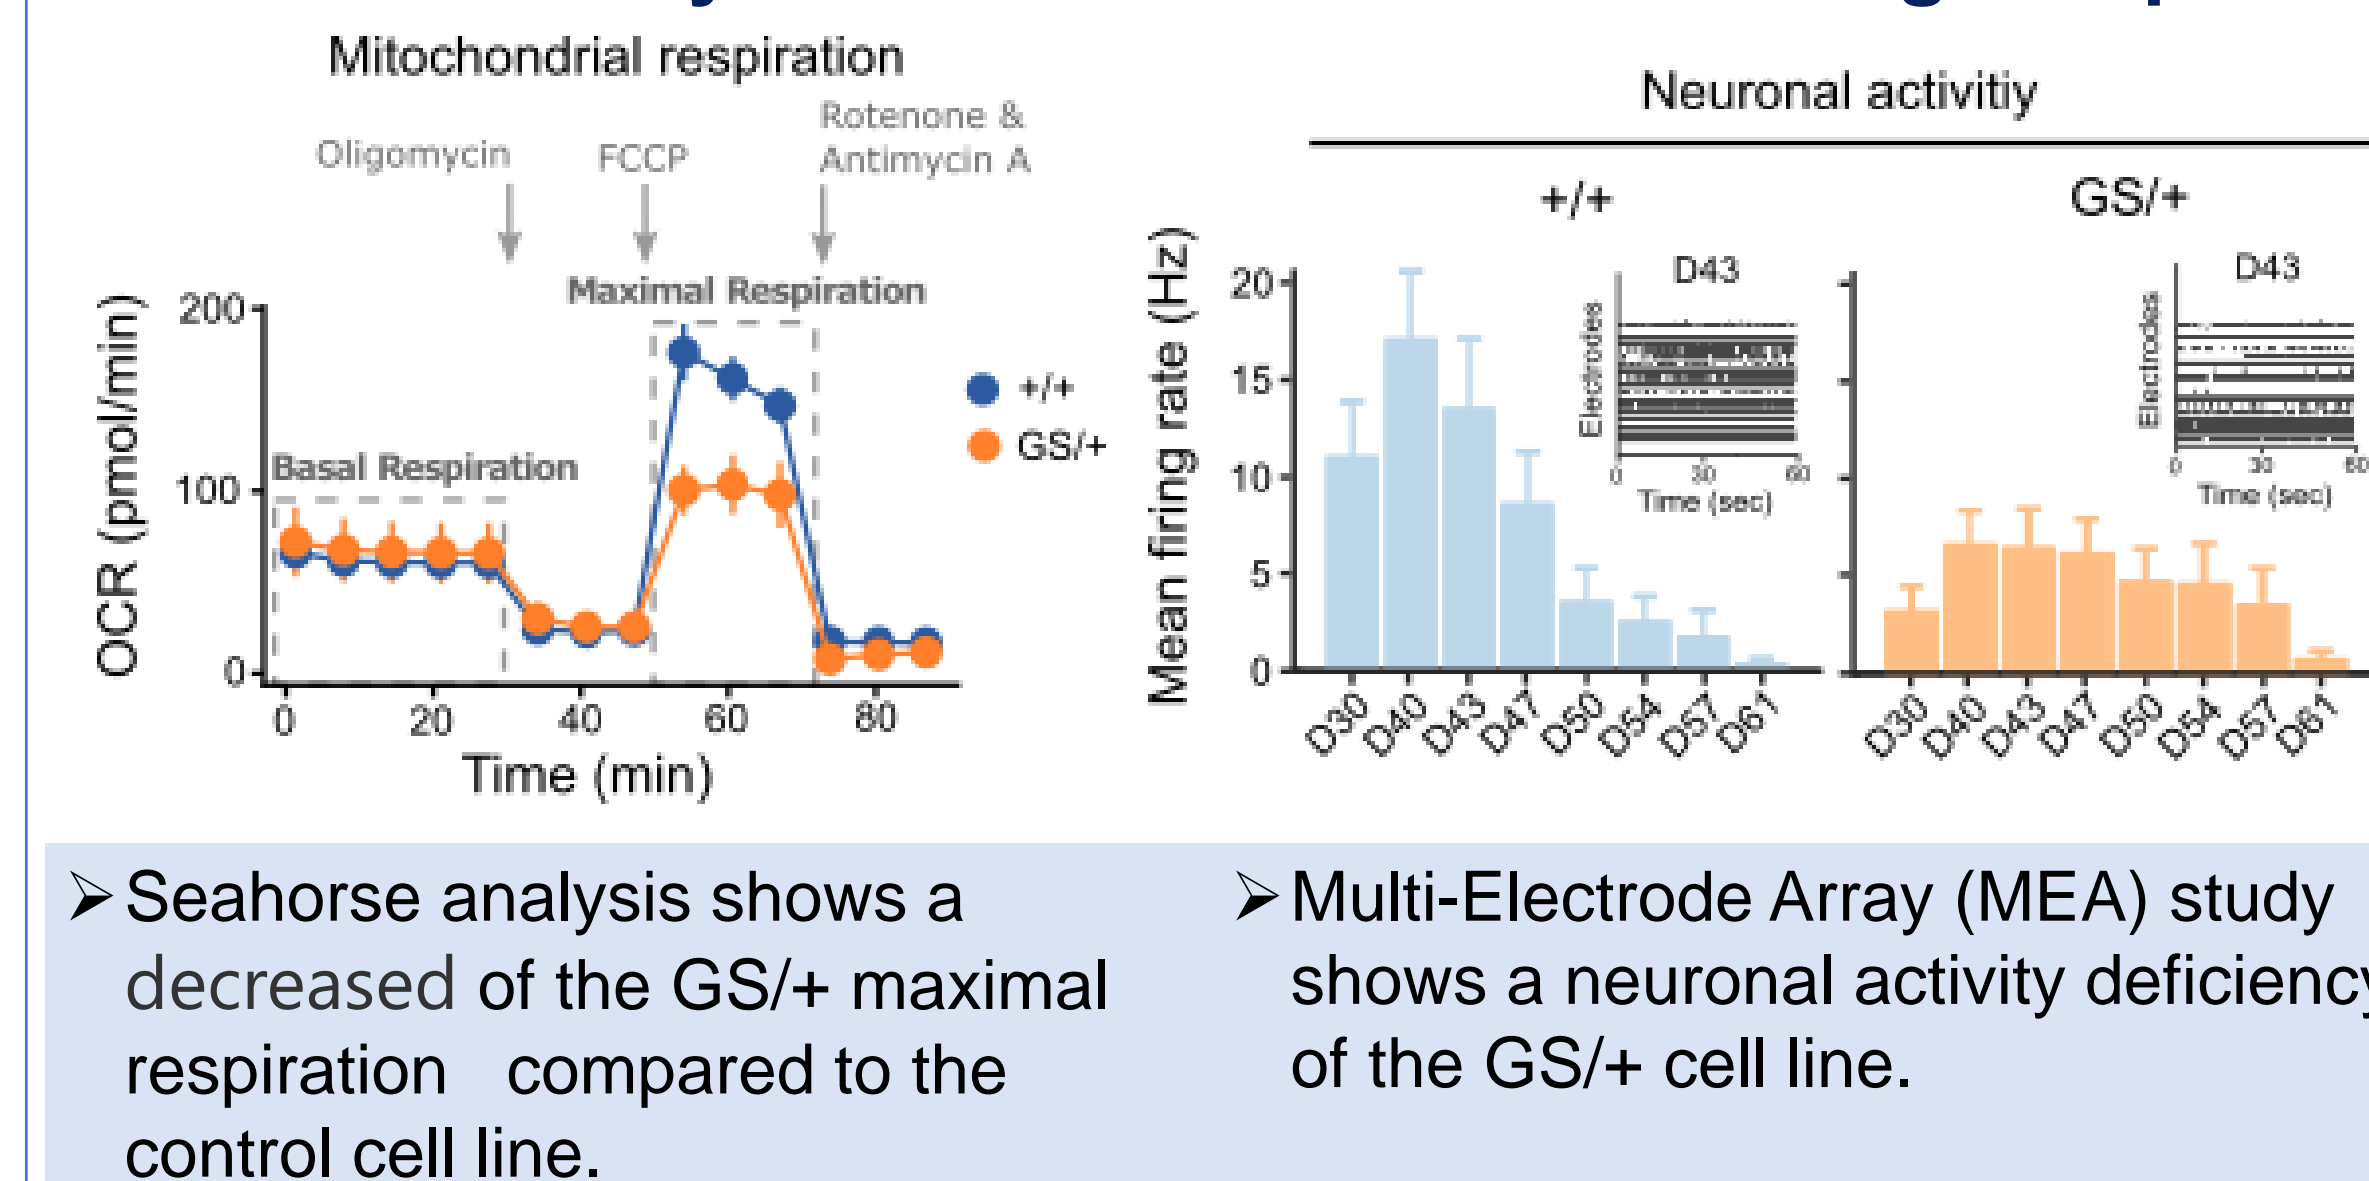 Mitochondrial respiration
Oligomycin
FCCP
Rotenone &
Antimycin A
Maximal Respiration
Basal Respiration
OCR (pmol/min)
200
100
0
0 20 40 60 80
Time (min)
+/+
GS/+
Neuronal activitiy
+/+
GS/+
Mean firing rate (Hz)
20
15
10
5
0
D43
Electrodes
0 30 60
Time (sec)
D43
Electrodes
0 30 60
Time (sec)
D30 D40 D43 D47 D50 D54 D57 D61
D30 D40 D43 D47 D50 D54 D57 D61
➢ Seahorse analysis shows a
decreased of the GS/+ maximal
respiration compared to the
control cell line.
➢ Multi-Electrode Array (MEA) study
shows a neuronal activity deficiency
of the GS/+ cell line.